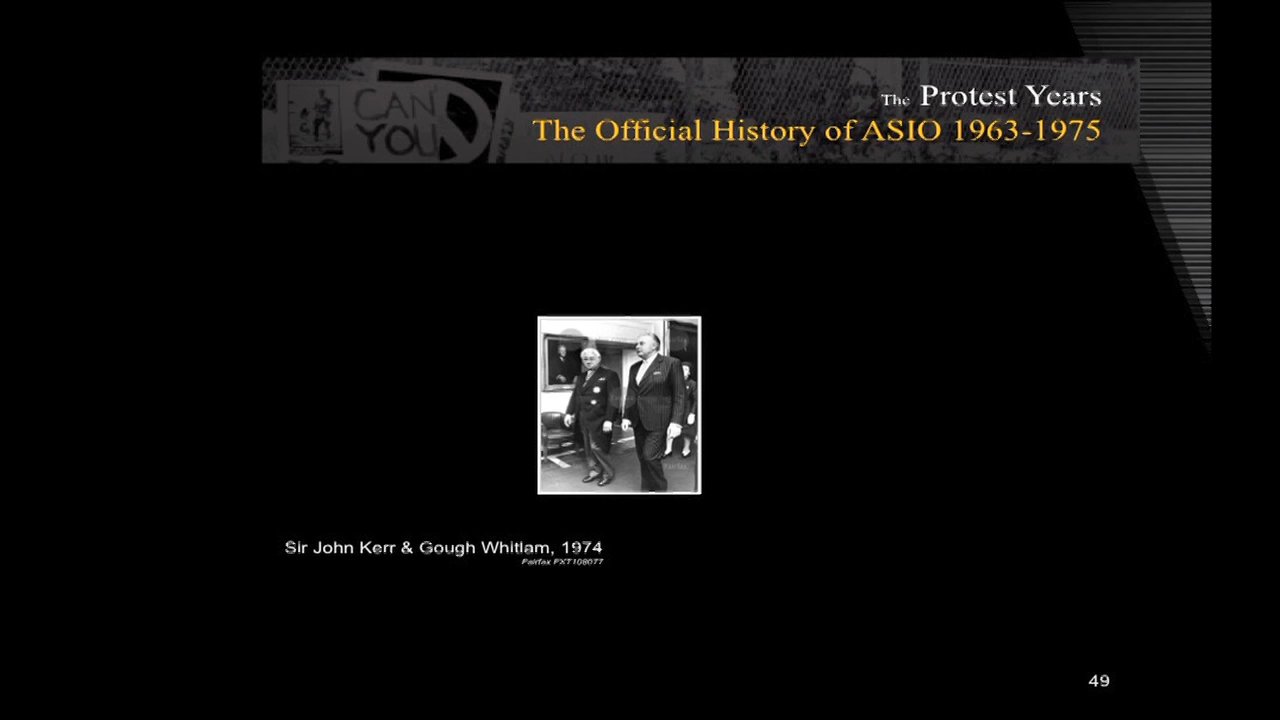 CAN
YOU
The Protest Years
The Official History of ASIO 1963-1975
Fairfax
Sir John Kerr & Gough Whitlam, 1974
Fairfax FXT108077
49